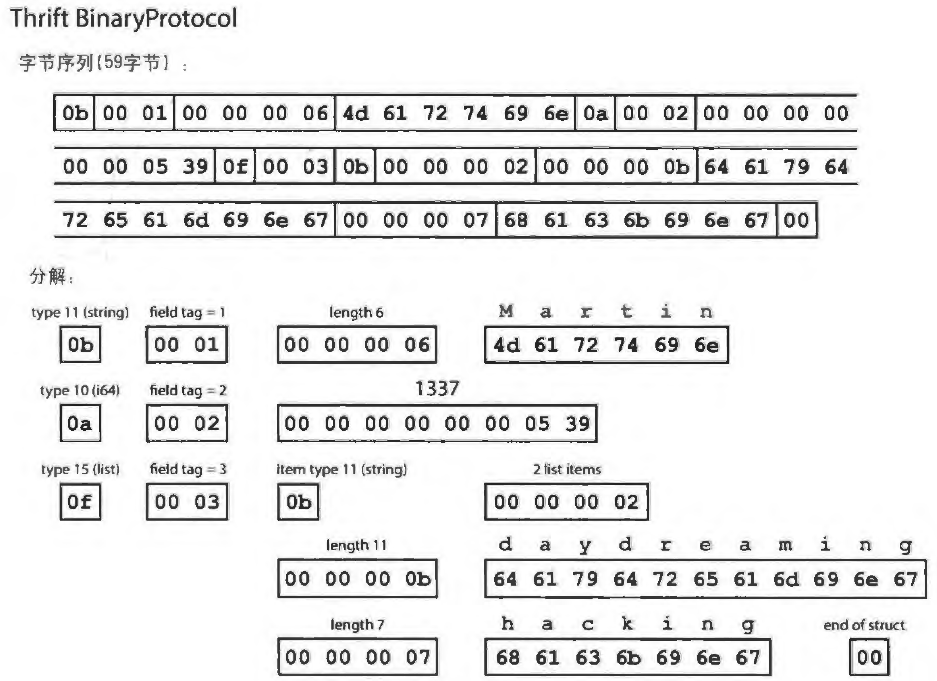 Thrift BinaryProtocol
字节序列(59字节) :
0b 00 01 00 00 00 06 4d 61 72 74 69 6e 0a 00 02 00 00 00 00
00 00 05 39 0f 00 03 0b 00 00 00 02 00 00 00 0b 64 61 79 64
72 65 61 6d 69 6e 67 00 00 00 07 68 61 63 6b 69 6e 67 00
分解:
type 11 (string) field tag = 1 length 6 M a r t i n
0b 00 01 00 00 00 06 4d 61 72 74 69 6e
type 10 (i64) field tag = 2 1337
0a 00 02 00 00 00 00 00 00 05 39
type 15 (list) field tag = 3 item type 11 (string) 2 list items
0f 00 03 0b 00 00 00 02
length 11 d a y d r e a m i n g
00 00 00 0b 64 61 79 64 72 65 61 6d 69 6e 67
length 7 h a c k i n g end of struct
00 00 00 07 68 61 63 6b 69 6e 67 00